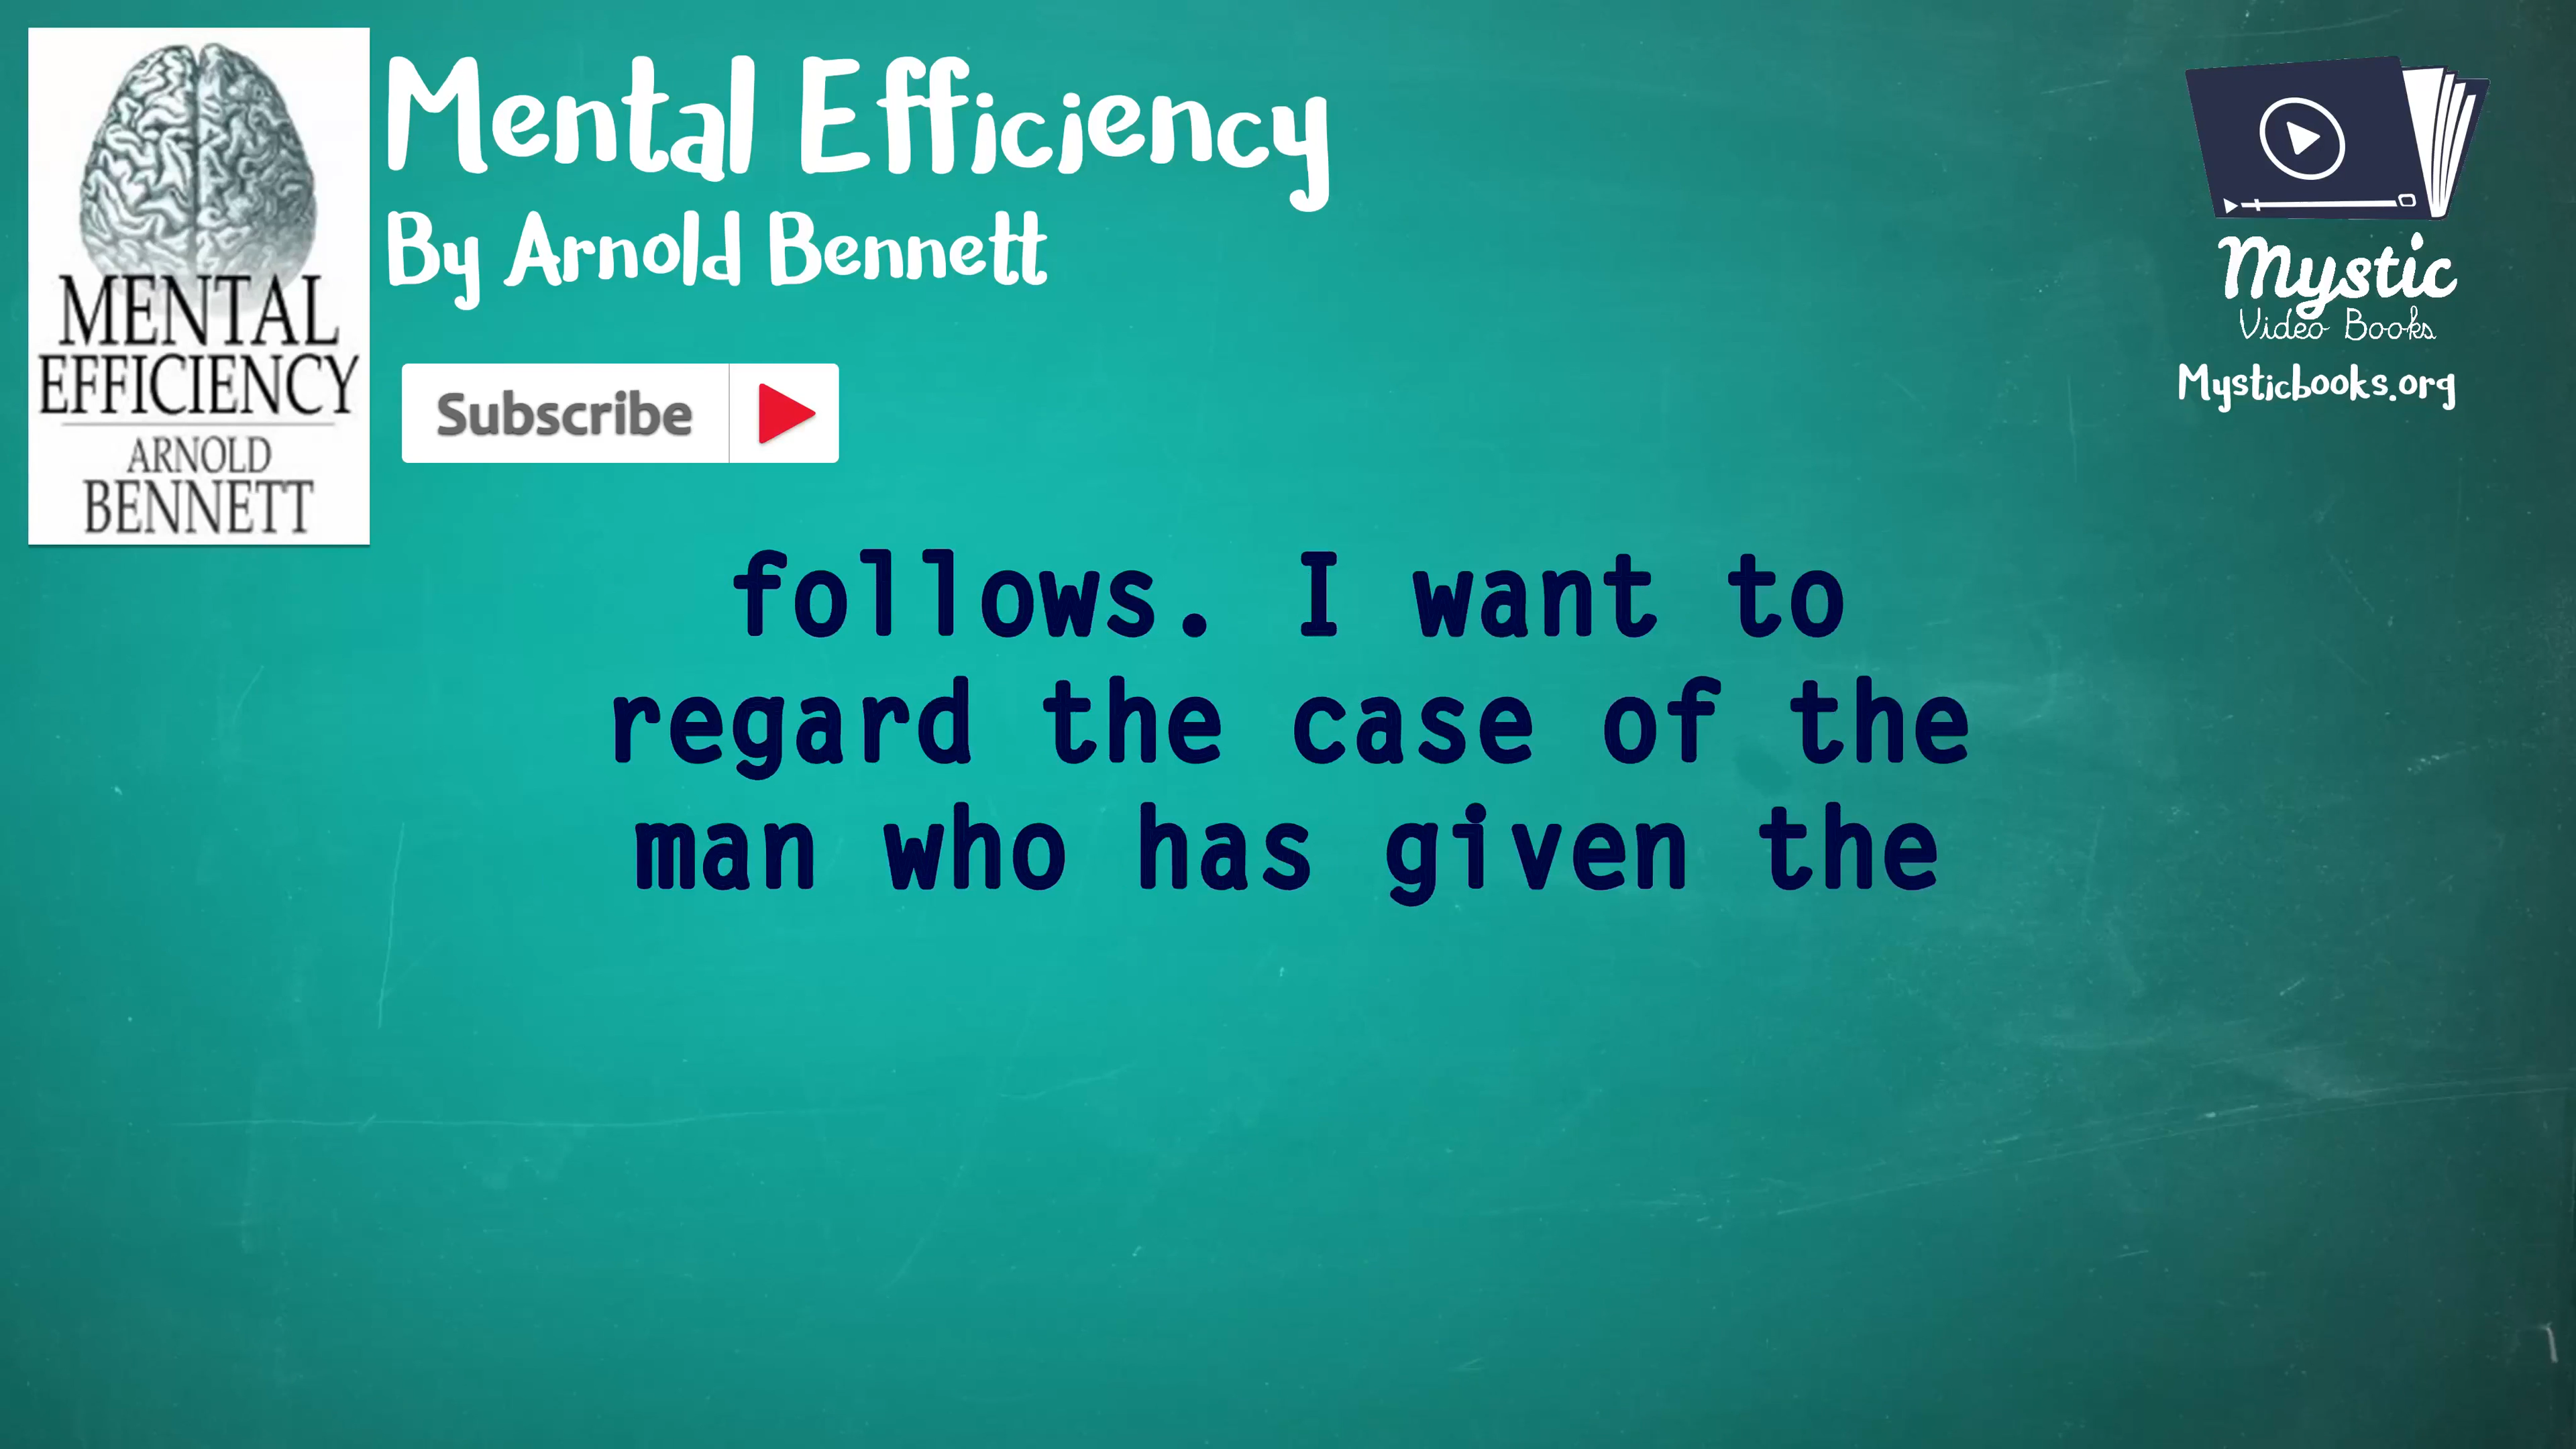 MENTAL
EFFICIENCY
ARNOLD
BENNETT
Mental Efficiency
By Arnold Bennett
Subscribe
Mystic
Video Books
Mysticbooks.org
follows. I want to
regard the case of the
man who has given the